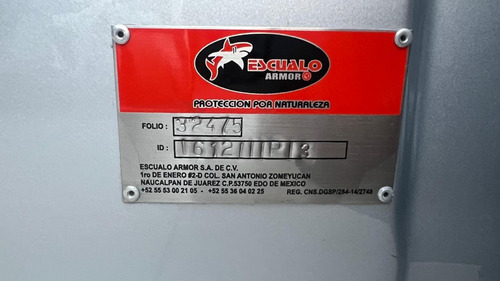 ESCUALO
ARMOR
PROTECCION POR NATURALEZA
FOLIO : 32475
ID :
ESCUALO ARMOR S.A. DE C.V.
1ro DE ENERO #2-D COL. SAN ANTONIO ZOMEYUCAN
NAUCALPAN DE JUAREZ C.P.53750 EDO DE MEXICO
+52 55 53 00 21 05 - +52 55 36 04 02 25
REG. CNS.DGSP/284-14/2748